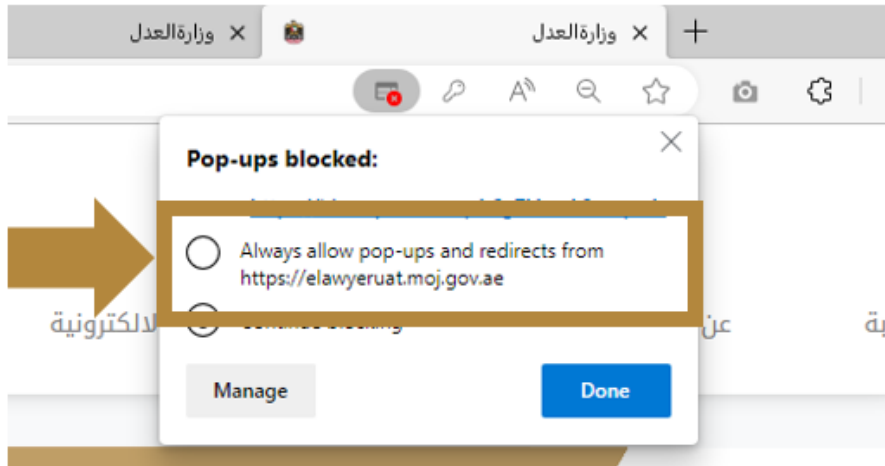 وزارةالعدل
وزارةالعدل
Pop-ups blocked:
Always allow pop-ups and redirects from
https://elawyeruat.moj.gov.ae
لالكترونية
عن
Manage
Done